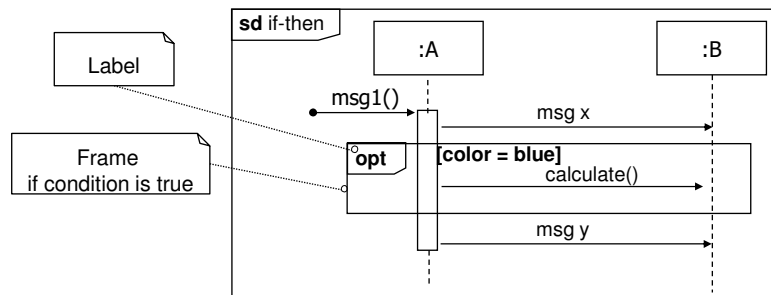 sd if-then
:A
:B
Label
msg1()
msg x
opt
[color = blue]
Frame
if condition is true
calculate()
msg y